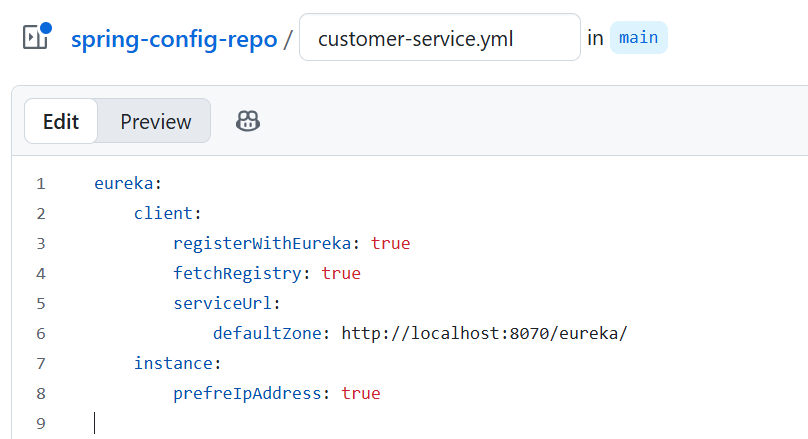 spring-config-repo / customer-service.yml in main
Edit Preview
1 eureka:
2     client:
3         registerWithEureka: true
4         fetchRegistry: true
5         serviceUrl:
6             defaultZone: http://localhost:8070/eureka/
7     instance:
8         prefreIpAddress: true
9